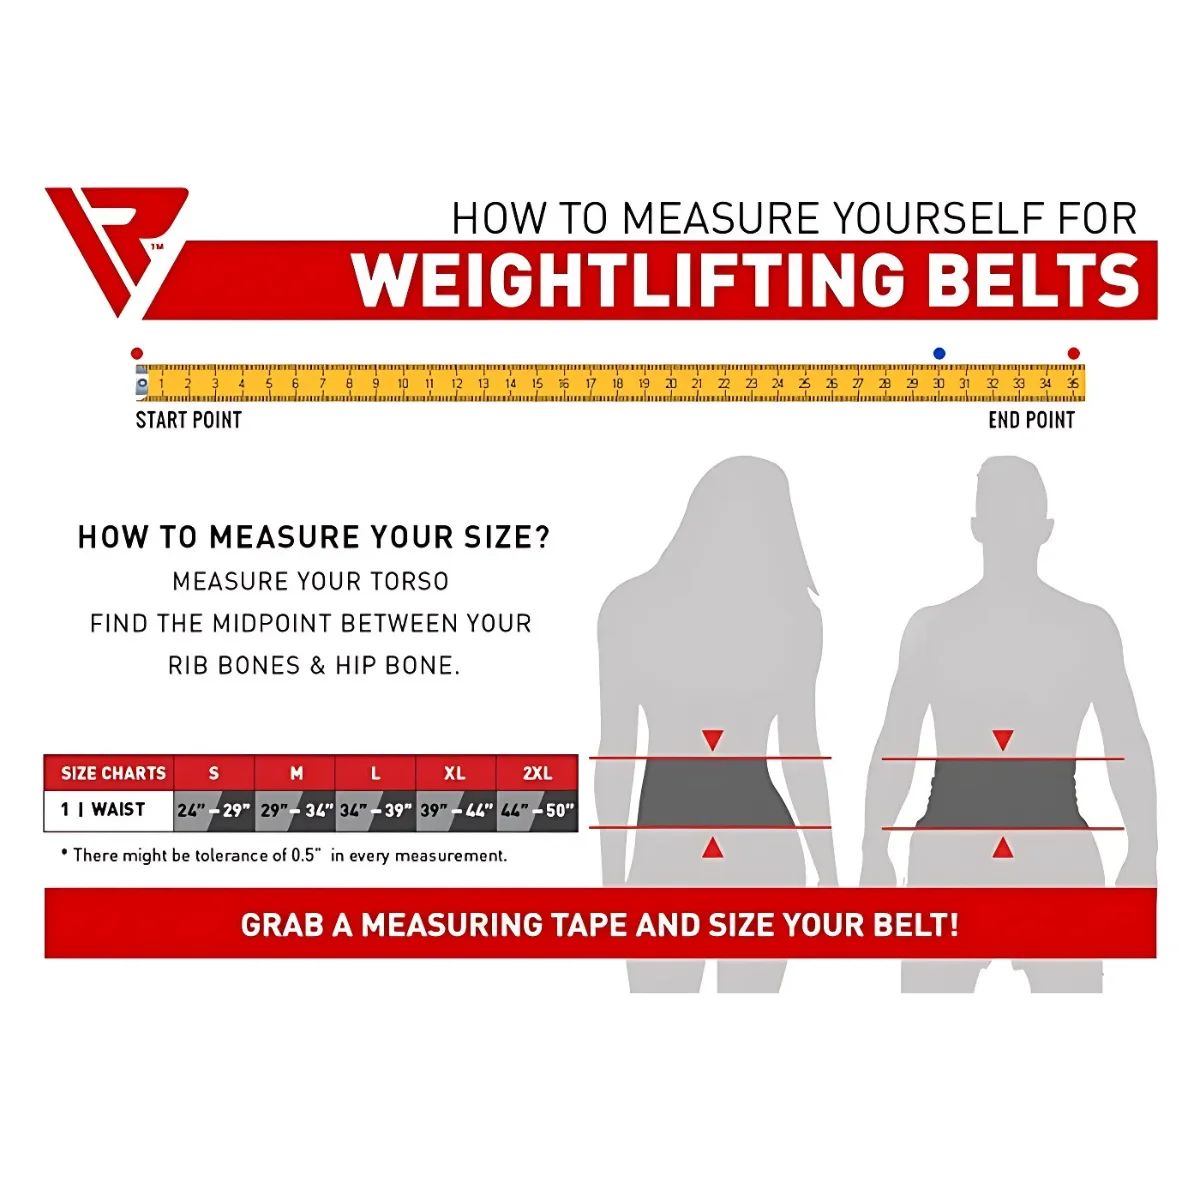 HOW TO MEASURE YOURSELF FOR
WEIGHTLIFTING BELTS
TM
0 1 2 3 4 5 6 7 8 9 10 11 12 13 14 15 16 17 18 19 20 21 22 23 24 25 26 27 28 29 30 31 32 33 34 35
START POINT END POINT
HOW TO MEASURE YOUR SIZE?
MEASURE YOUR TORSO
FIND THE MIDPOINT BETWEEN YOUR
RIB BONES & HIP BONE.
SIZE CHARTS S M L XL 2XL
1 | WAIST 24"-29" 29"- 34" 34" - 39" 39" - 44" 44" - 50"
* There might be tolerance of 0.5" in every measurement.
GRAB A MEASURING TAPE AND SIZE YOUR BELT!